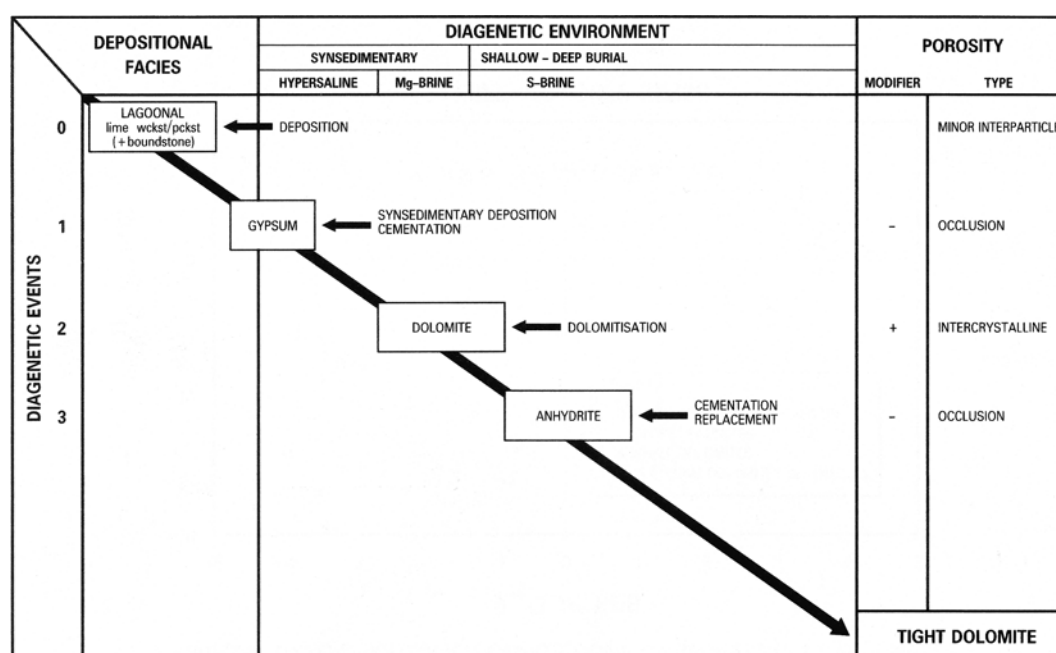 DEPOSITIONAL
FACIES
DIAGENETIC ENVIRONMENT
SYNSEDIMENTARY
SHALLOW – DEEP BURIAL
HYPERSALINE
Mg–BRINE
S–BRINE
POROSITY
MODIFIER
TYPE
DIAGENETIC EVENTS
0
LAGOONAL
lime wckst/pckst
(+boundstone)
DEPOSITION
MINOR INTERPARTICLE
1
GYPSUM
SYNSEDIMENTARY DEPOSITION
CEMENTATION
–
OCCLUSION
2
DOLOMITE
DOLOMITISATION
+
INTERCRYSTALLINE
3
ANHYDRITE
CEMENTATION
REPLACEMENT
–
OCCLUSION
TIGHT DOLOMITE